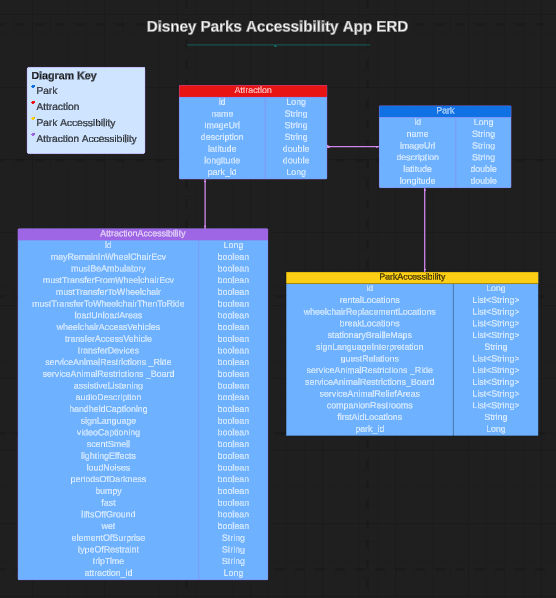 Disney Parks Accessibility App ERD
Diagram Key
Park
Attraction
Park Accessibility
Attraction Accessibility
Attraction
id Long
name String
imageUrl String
description String
latitude double
longitude double
park_id Long
Park
id Long
name String
imageUrl String
description String
latitude double
longitude double
AttractionAccessibility
id Long
mayRemainInWheelChairEcv boolean
mustBeAmbulatory boolean
mustTransferFromWheelChairEcv boolean
mustTransferToWheelchair boolean
mustTransferToWheelchairThenToRide boolean
loadUnloadAreas boolean
wheelchairAccessVehicles boolean
transferAccessVehicle boolean
transferDevices boolean
serviceAnimalRestrictions _Ride boolean
serviceAnimalRestrictions _Board boolean
assistiveListening boolean
audioDescription boolean
handheldCaptioning boolean
signLanguage boolean
videoCaptioning boolean
scentSmell boolean
lightingEffects boolean
loudNoises boolean
periodsOfDarkness boolean
bumpy boolean
fast boolean
liftsOffGround boolean
wet boolean
elementOfSurprise String
typeOfRestraint String
tripTime String
attraction_id Long
ParkAccessibility
id Long
rentalLocations List<String>
wheelchairReplacementLocations List<String>
breakLocations List<String>
stationaryBrailleMaps List<String>
signLanguageInterpretation String
guestRelations List<String>
serviceAnimalRestrictions _Ride List<String>
serviceAnimalRestrictions_Board List<String>
serviceAnimalReliefAreas List<String>
companionRestrooms List<String>
firstAidLocations String
park_id Long